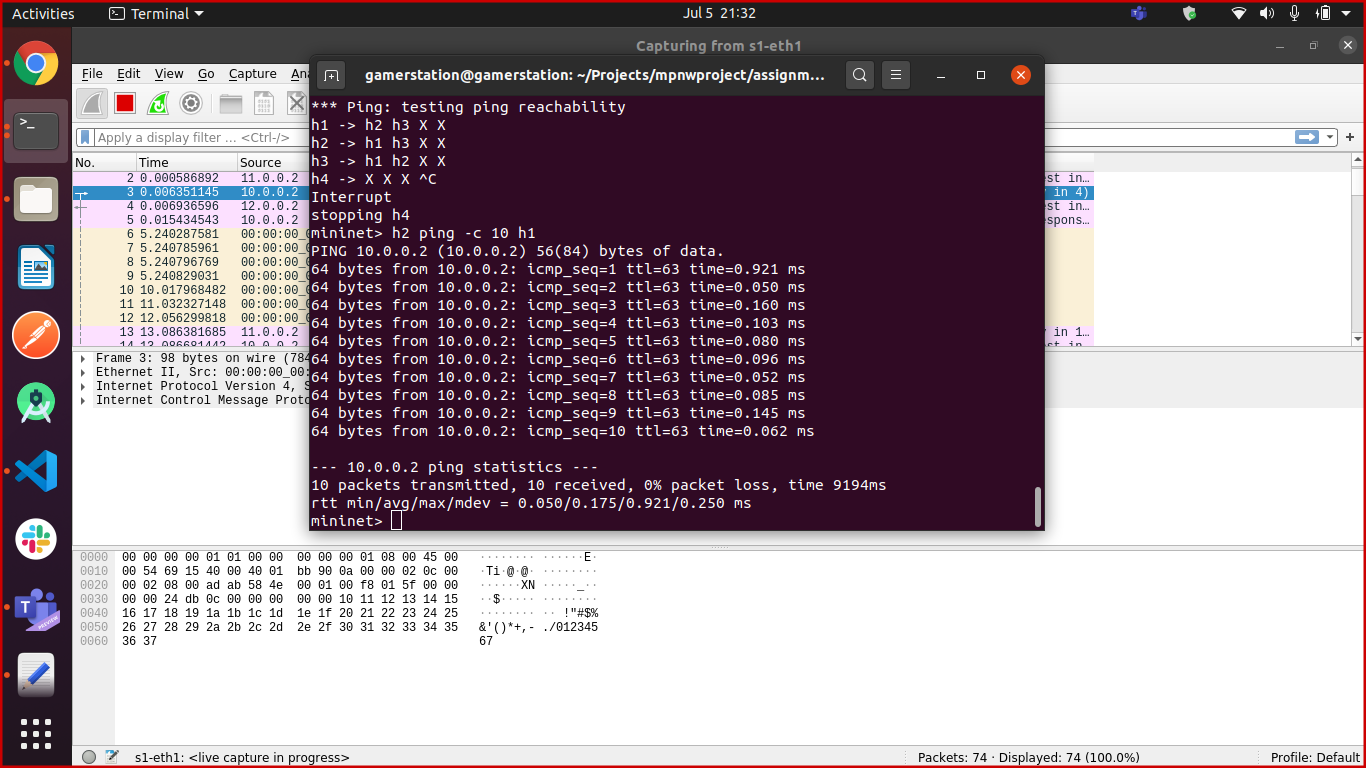 Activities Terminal Jul 5 21:32
Capturing from s1-eth1
File Edit View Go Capture
Apply a display filter … <Ctrl-/>
No. Time Source
2 0.000586892 11.0.0.2
3 0.006351145 10.0.0.2
4 0.006936596 12.0.0.2
5 0.015434543 10.0.0.2
6 5.240287581 00:00:00_
7 5.240785961 00:00:00_
8 5.240796769 00:00:00_
9 5.240829031 00:00:00_
10 10.017968482 00:00:00_
11 11.032327148 00:00:00_
12 12.056299818 00:00:00_
13 13.086381685 11.0.0.2
in 4)
in 1…
Frame 3: 98 bytes on wire (784
Ethernet II, Src: 00:00:00_00:
Internet Protocol Version 4, S
Internet Control Message Proto
gamerstation@gamerstation: ~/Projects/mpnwproject/assignm...
*** Ping: testing ping reachability
h1 -> h2 h3 X X
h2 -> h1 h3 X X
h3 -> h1 h2 X X
h4 -> X X X ^C
Interrupt
stopping h4
mininet> h2 ping -c 10 h1
PING 10.0.0.2 (10.0.0.2) 56(84) bytes of data.
64 bytes from 10.0.0.2: icmp_seq=1 ttl=63 time=0.921 ms
64 bytes from 10.0.0.2: icmp_seq=2 ttl=63 time=0.050 ms
64 bytes from 10.0.0.2: icmp_seq=3 ttl=63 time=0.160 ms
64 bytes from 10.0.0.2: icmp_seq=4 ttl=63 time=0.103 ms
64 bytes from 10.0.0.2: icmp_seq=5 ttl=63 time=0.080 ms
64 bytes from 10.0.0.2: icmp_seq=6 ttl=63 time=0.096 ms
64 bytes from 10.0.0.2: icmp_seq=7 ttl=63 time=0.052 ms
64 bytes from 10.0.0.2: icmp_seq=8 ttl=63 time=0.085 ms
64 bytes from 10.0.0.2: icmp_seq=9 ttl=63 time=0.145 ms
64 bytes from 10.0.0.2: icmp_seq=10 ttl=63 time=0.062 ms
--- 10.0.0.2 ping statistics ---
10 packets transmitted, 10 received, 0% packet loss, time 9194ms
rtt min/avg/max/mdev = 0.050/0.175/0.921/0.250 ms
mininet>
0000 00 00 00 00 01 01 00 00 00 00 00 01 08 00 45 00 ········ ······E·
0010 00 54 69 15 40 00 40 01 bb 90 0a 00 00 02 0c 00 ·Ti·@·@· ········
0020 00 02 08 00 ad ab 58 4e 00 01 00 f8 01 5f 00 00 ······XN ·····_··
0030 00 00 24 db 0c 00 00 00 00 00 10 11 12 13 14 15 ··$····· ········
0040 16 17 18 19 1a 1b 1c 1d 1e 1f 20 21 22 23 24 25 ········ ·· !"#$%
0050 26 27 28 29 2a 2b 2c 2d 2e 2f 30 31 32 33 34 35 &'()*+,- ./012345
0060 36 37 67
s1-eth1: <live capture in progress> Packets: 74 · Displayed: 74 (100.0%) Profile: Default